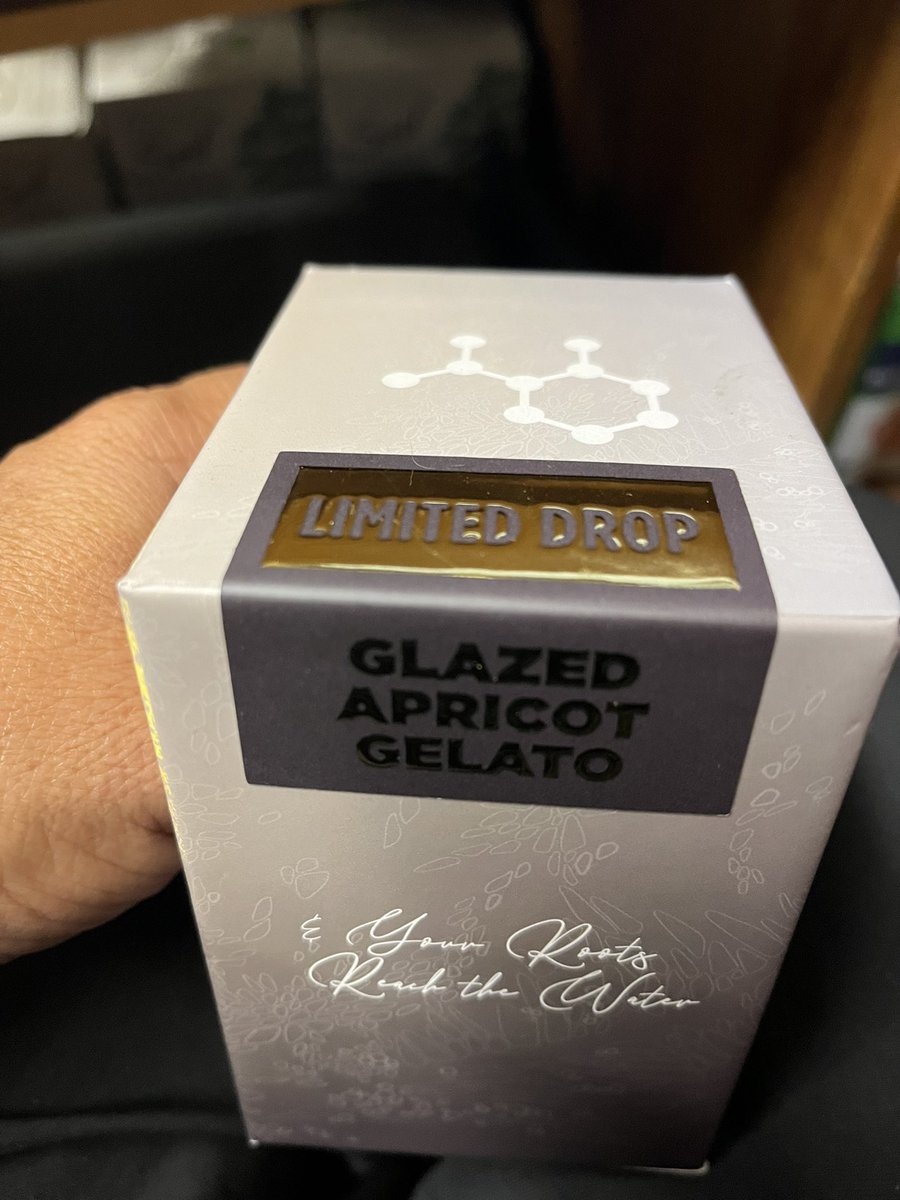 LIMITED DROP
GLAZED
APRICOT
GELATO
& Your Roots
Reach the Water